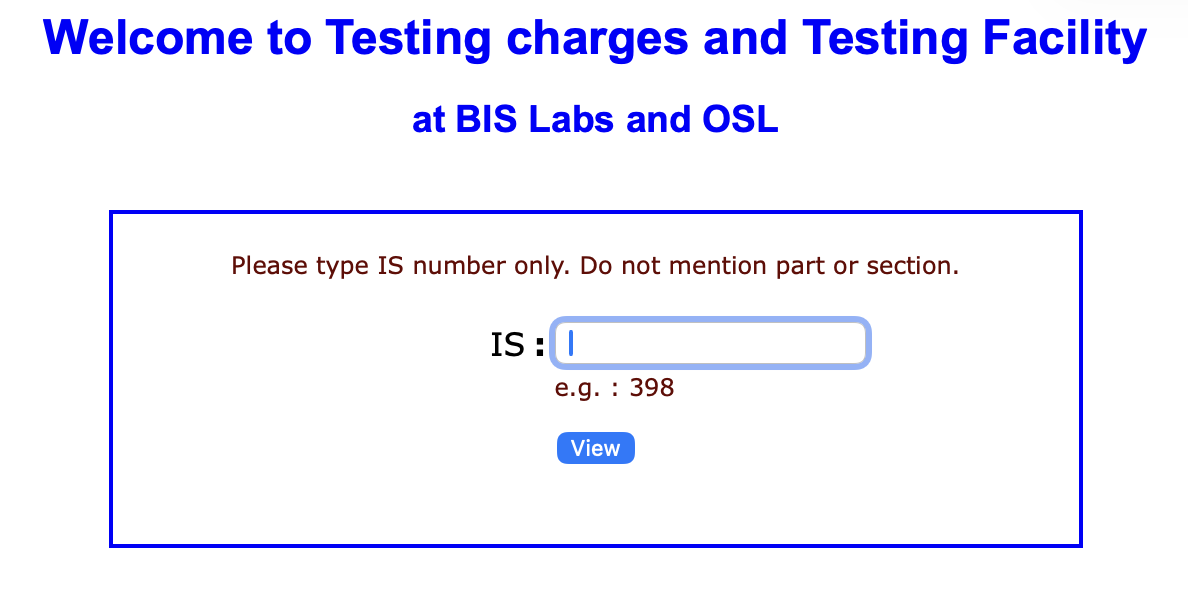 Welcome to Testing charges and Testing Facility
at BIS Labs and OSL
Please type IS number only. Do not mention part or section.
IS :
e.g. : 398
View